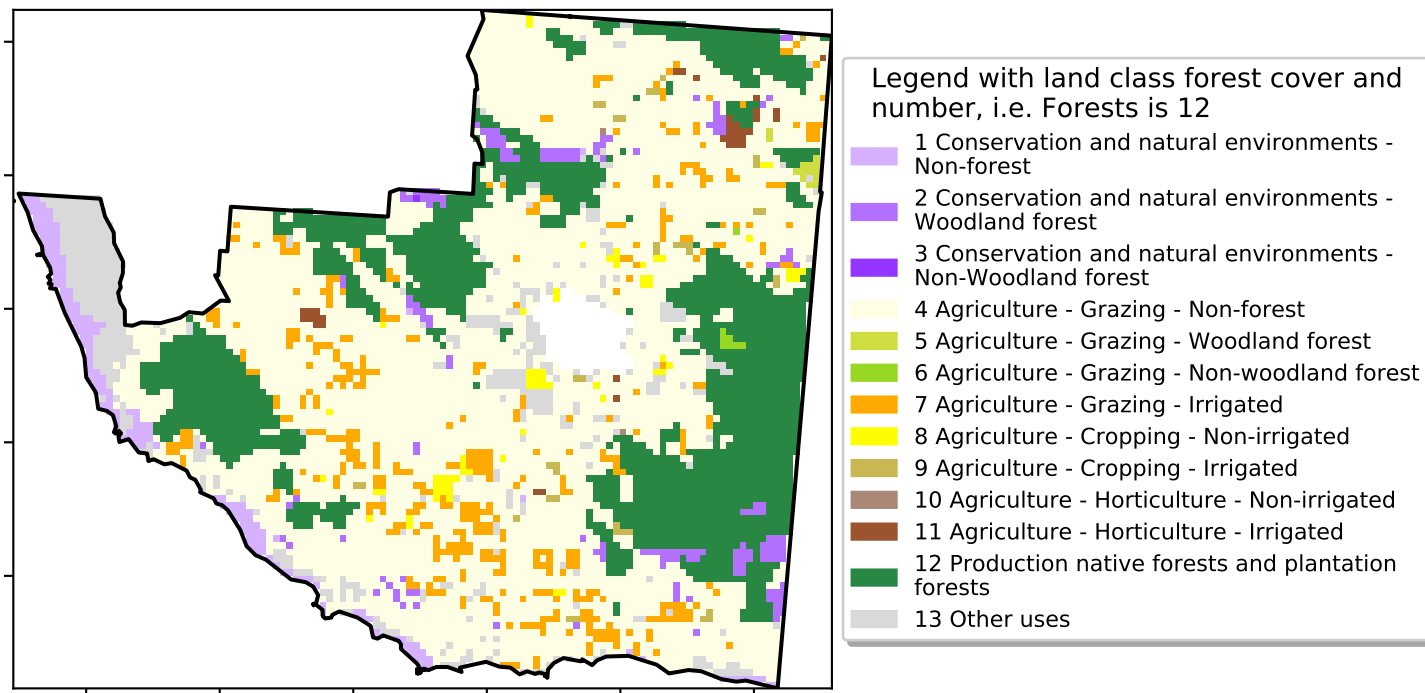 Legend with land class forest cover and
number, i.e. Forests is 12
1 Conservation and natural environments -
Non-forest
2 Conservation and natural environments -
Woodland forest
3 Conservation and natural environments -
Non-Woodland forest
4 Agriculture - Grazing - Non-forest
5 Agriculture - Grazing - Woodland forest
6 Agriculture - Grazing - Non-woodland forest
7 Agriculture - Grazing - Irrigated
8 Agriculture - Cropping - Non-irrigated
9 Agriculture - Cropping - Irrigated
10 Agriculture - Horticulture - Non-irrigated
11 Agriculture - Horticulture - Irrigated
12 Production native forests and plantation
forests
13 Other uses